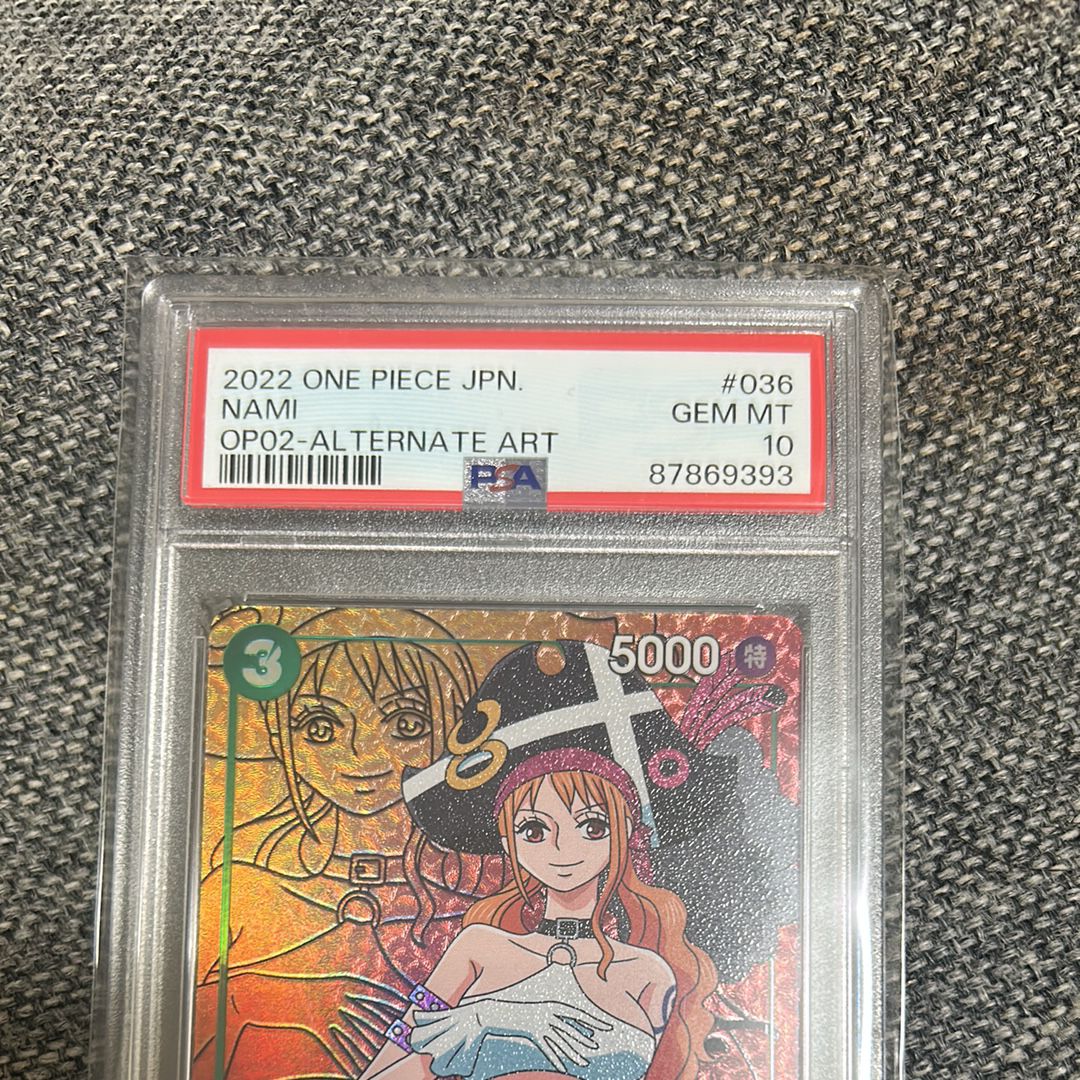 2022 ONE PIECE JPN.
#036
NAMI
GEM MT
OP02-ALTERNATE ART
10
PSA
87869393
3
5000
特